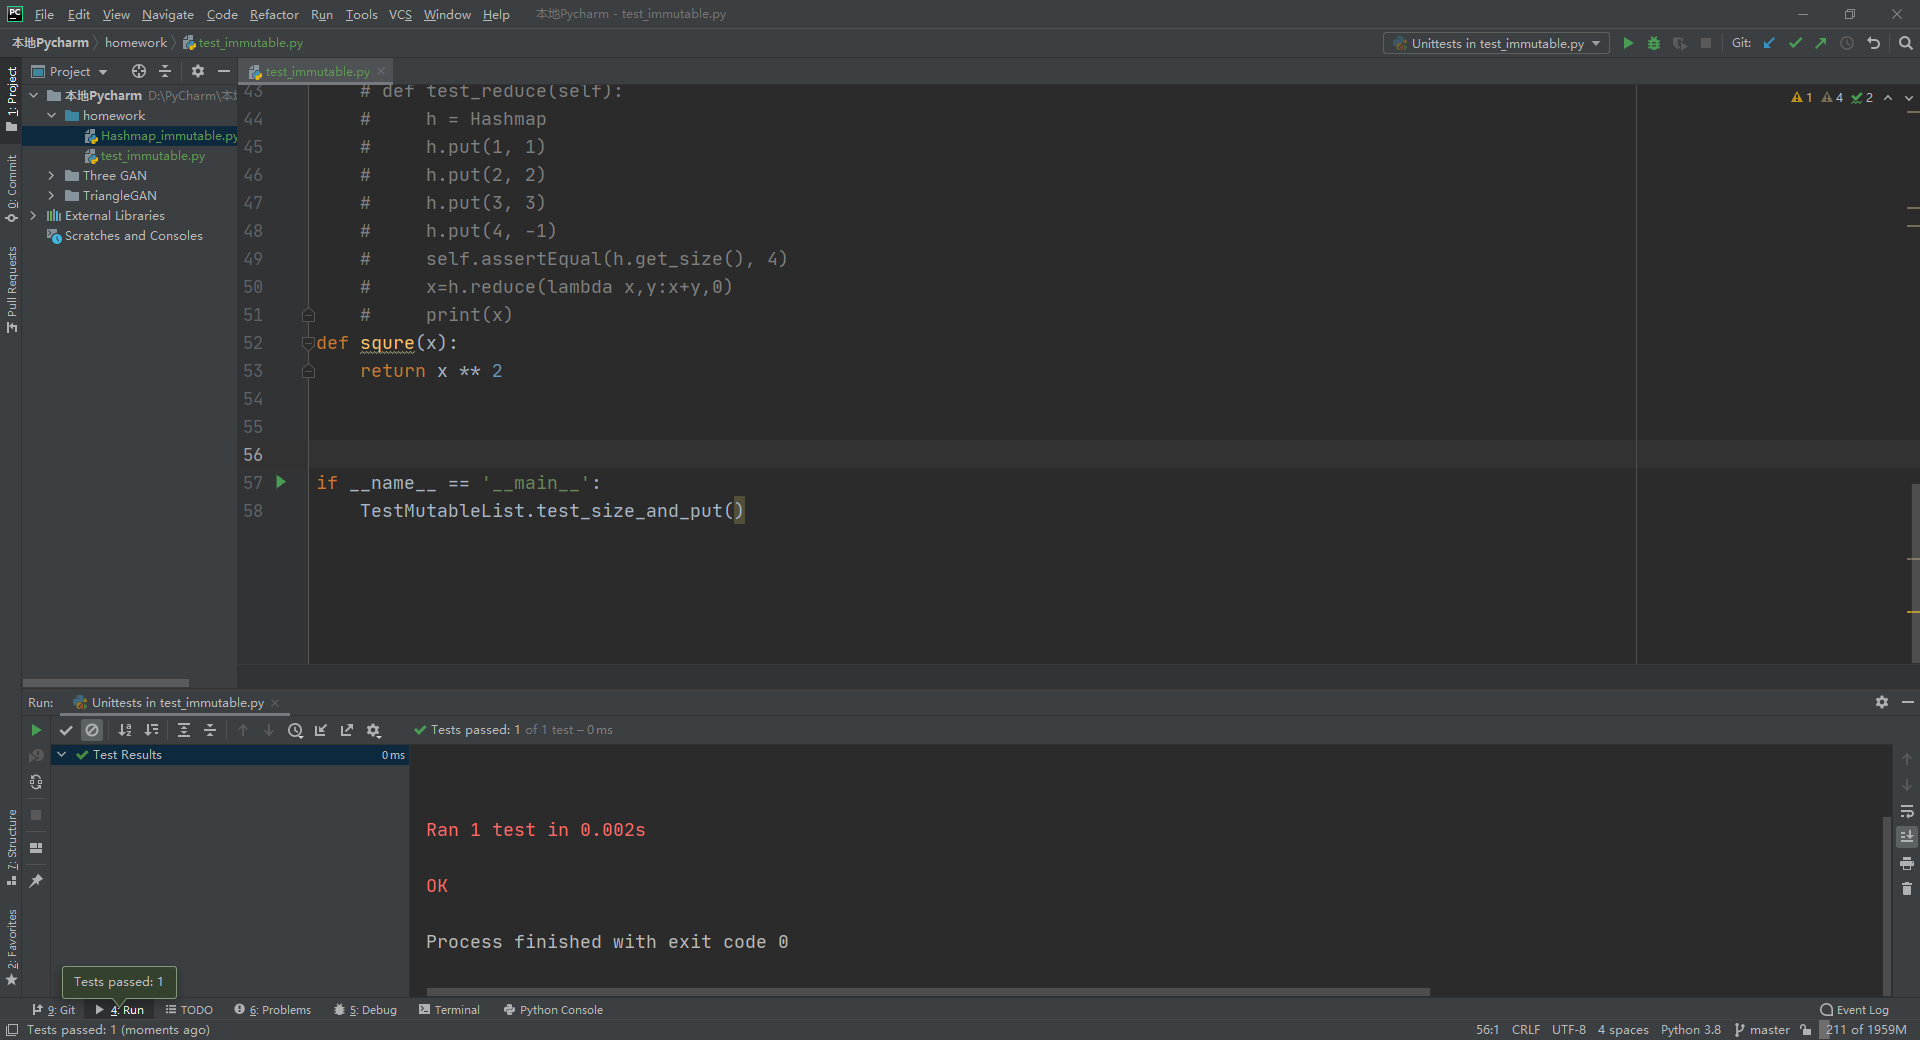 PC File Edit View Navigate Code Refactor Run Tools VCS Window Help 本地Pycharm - test_immutable.py
本地Pycharm homework test_immutable.py Unittests in test_immutable.py Git:
1: Project
0: Commit
Pull Requests
7: Structure
2: Favorites
Project
本地Pycharm D:\PyCharm\本
homework
Hashmap_immutable.py
test_immutable.py
Three GAN
TriangleGAN
External Libraries
Scratches and Consoles
test_immutable.py
1 4 2
43 # def test_reduce(self):
44 # h = Hashmap
45 # h.put(1, 1)
46 # h.put(2, 2)
47 # h.put(3, 3)
48 # h.put(4, -1)
49 # self.assertEqual(h.get_size(), 4)
50 # x=h.reduce(lambda x,y:x+y,0)
51 # print(x)
52 def squre(x):
53 return x ** 2
54
55
56
57 if __name__ == '__main__':
58 TestMutableList.test_size_and_put()
Run: Unittests in test_immutable.py
Tests passed: 1 of 1 test – 0 ms
Test Results 0 ms
Ran 1 test in 0.002s
OK
Process finished with exit code 0
Tests passed: 1
9: Git 4: Run TODO 6: Problems 5: Debug Terminal Python Console Event Log
Tests passed: 1 (moments ago) 56:1 CRLF UTF-8 4 spaces Python 3.8 master 211 of 1959M